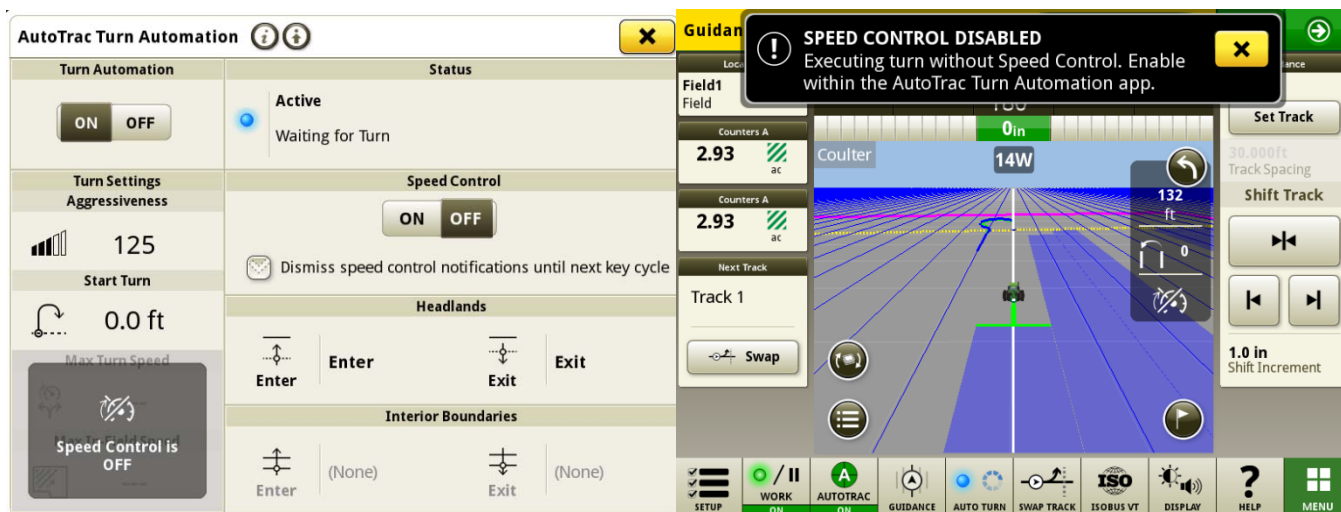 AutoTrac Turn Automation
Turn Automation
ON OFF
Status
Active
Waiting for Turn
Turn Settings
Aggressiveness
125
Start Turn
0.0 ft
Max Turn Speed
Speed Control is
OFF
Speed Control
ON OFF
Dismiss speed control notifications until next key cycle
Headlands
Enter
Enter
Exit
Exit
Interior Boundaries
Enter
(None)
Exit
(None)
SPEED CONTROL DISABLED
Executing turn without Speed Control. Enable
within the AutoTrac Turn Automation app.
Guidan
Loca
Field1
Field
Counters A
2.93
ac
Counters A
2.93
ac
Next Track
Track 1
Swap
180
0in
Coulter
14W
132
ft
0
ance
Set Track
30.000ft
Track Spacing
Shift Track
1.0 in
Shift Increment
SETUP
WORK
ON
A
AUTOTRAC
ON
GUIDANCE
AUTO TURN
SWAP TRACK
ISO
ISOBUS VT
DISPLAY
?
HELP
MENU